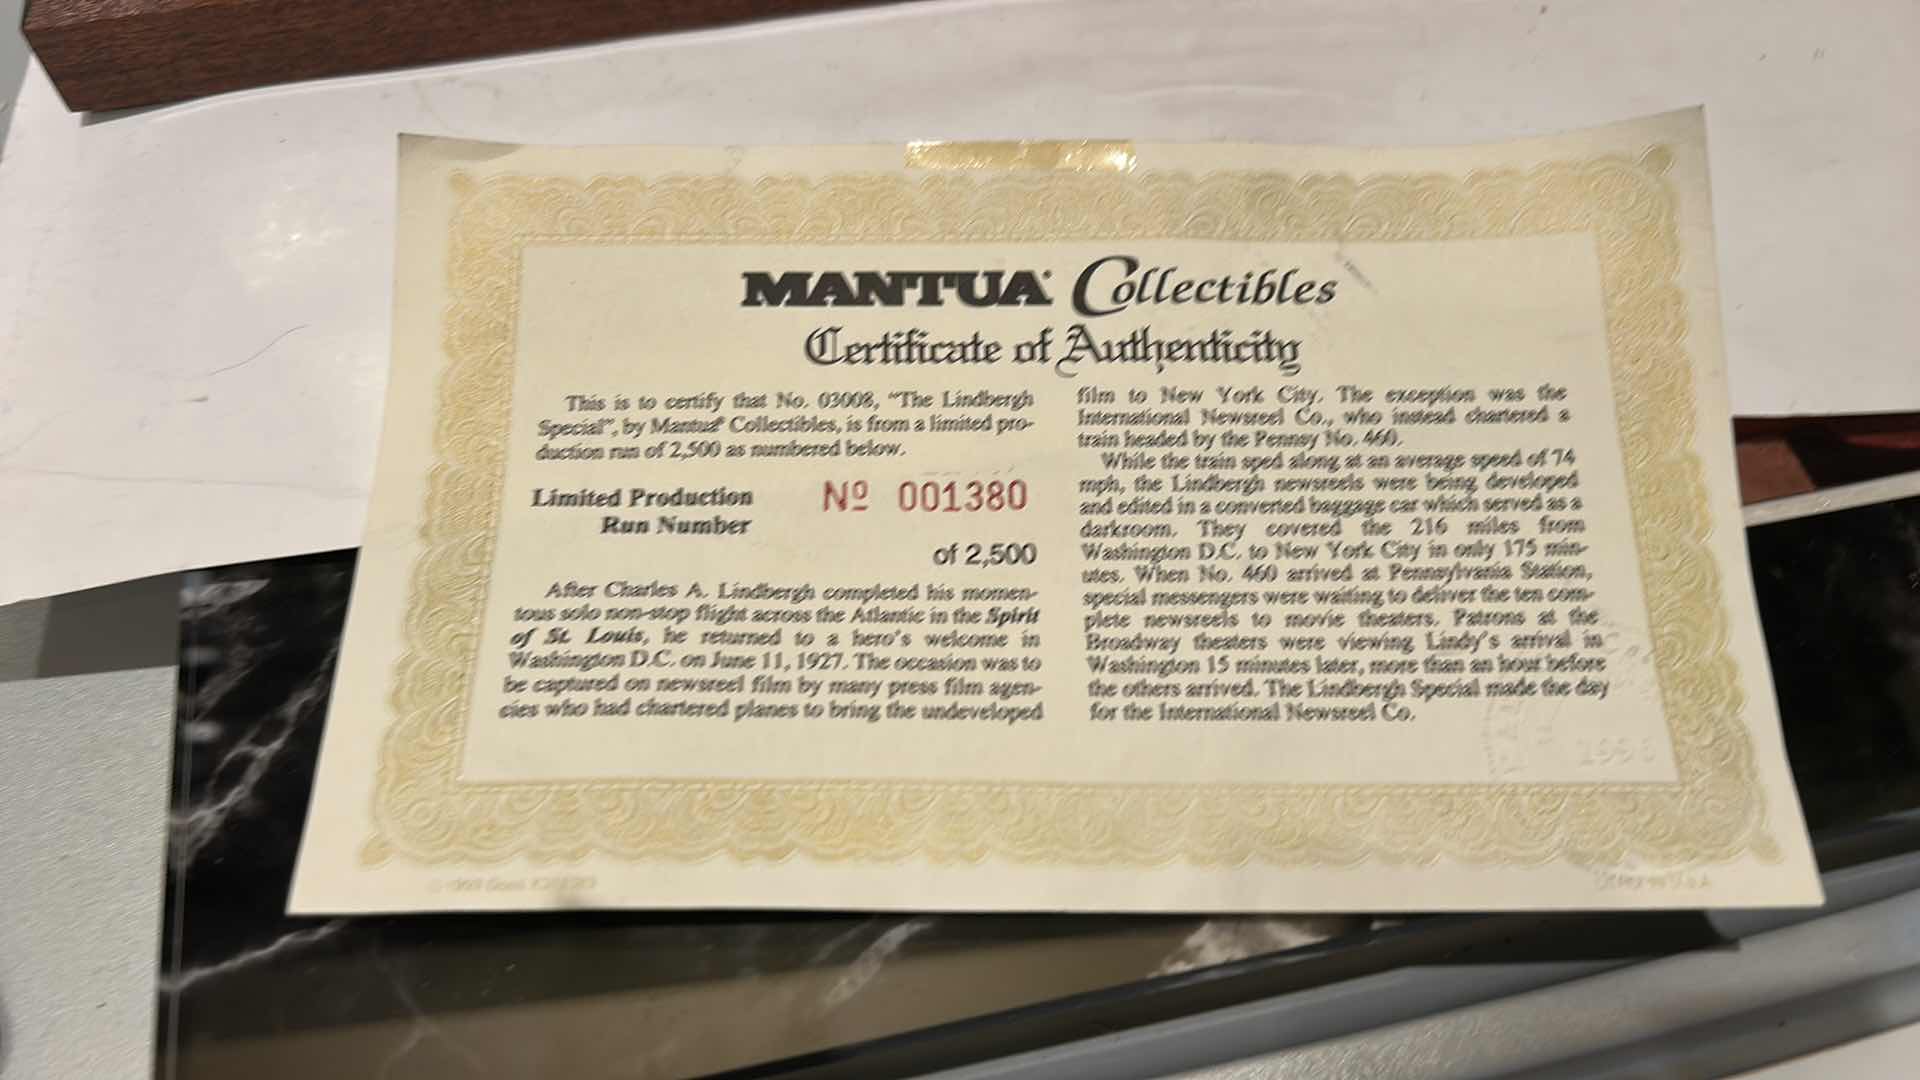 MANTUA® Collectibles
Certificate of Authenticity
This is to certify that No. 03008, "The Lindbergh
Special", by Mantua® Collectibles, is from a limited pro-
duction run of 2,500 as numbered below.
Limited Production
Run Number
Nº 001380
of 2,500
After Charles A. Lindbergh completed his momen-
tous solo non-stop flight across the Atlantic in the Spirit
of St. Louis, he returned to a hero's welcome in
Washington D.C. on June 11, 1927. The occasion was to
be captured on newsreel film by many press film agen-
cies who had chartered planes to bring the undeveloped
film to New York City. The exception was the
International Newsreel Co., who instead chartered a
train headed by the Pennsy No. 460.
While the train sped along at an average speed of 74
mph, the Lindbergh newsreels were being developed
and edited in a converted baggage car which served as a
darkroom. They covered the 216 miles from
Washington D.C. to New York City in only 175 min-
utes. When No. 460 arrived at Pennsylvania Station,
special messengers were waiting to deliver the ten com-
plete newsreels to movie theaters. Patrons at the
Broadway theaters were viewing Lindy's arrival in
Washington 15 minutes later, more than an hour before
the others arrived. The Lindbergh Special made the day
for the International Newsreel Co.